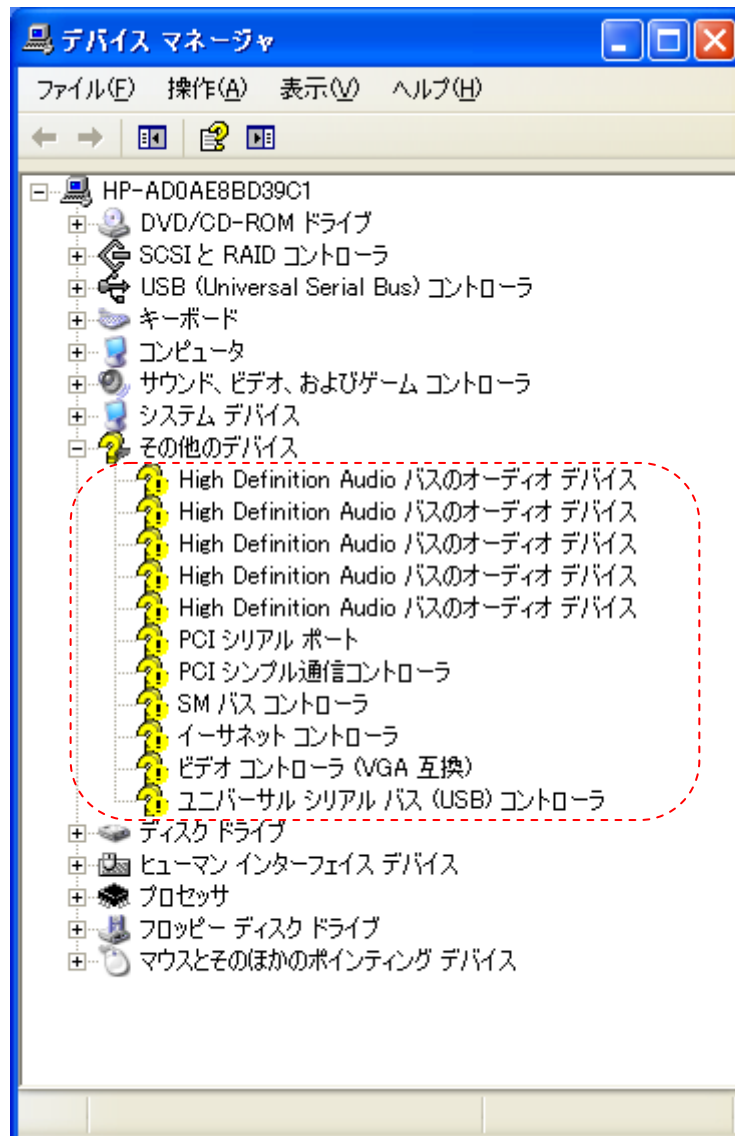 デバイス マネージャ
ファイル(F) 操作(A) 表示(V) ヘルプ(H)
HP-AD0AE8BD39C1
DVD/CD-ROM ドライブ
SCSI と RAID コントローラ
USB (Universal Serial Bus) コントローラ
キーボード
コンピュータ
サウンド、ビデオ、およびゲーム コントローラ
システム デバイス
その他のデバイス
High Definition Audio バスのオーディオ デバイス
High Definition Audio バスのオーディオ デバイス
High Definition Audio バスのオーディオ デバイス
High Definition Audio バスのオーディオ デバイス
High Definition Audio バスのオーディオ デバイス
PCI シリアル ポート
PCI シンプル通信コントローラ
SM バス コントローラ
イーサネット コントローラ
ビデオ コントローラ (VGA 互換)
ユニバーサル シリアル バス (USB) コントローラ
ディスク ドライブ
ヒューマン インターフェイス デバイス
プロセッサ
フロッピー ディスク ドライブ
マウスとそのほかのポインティング デバイス